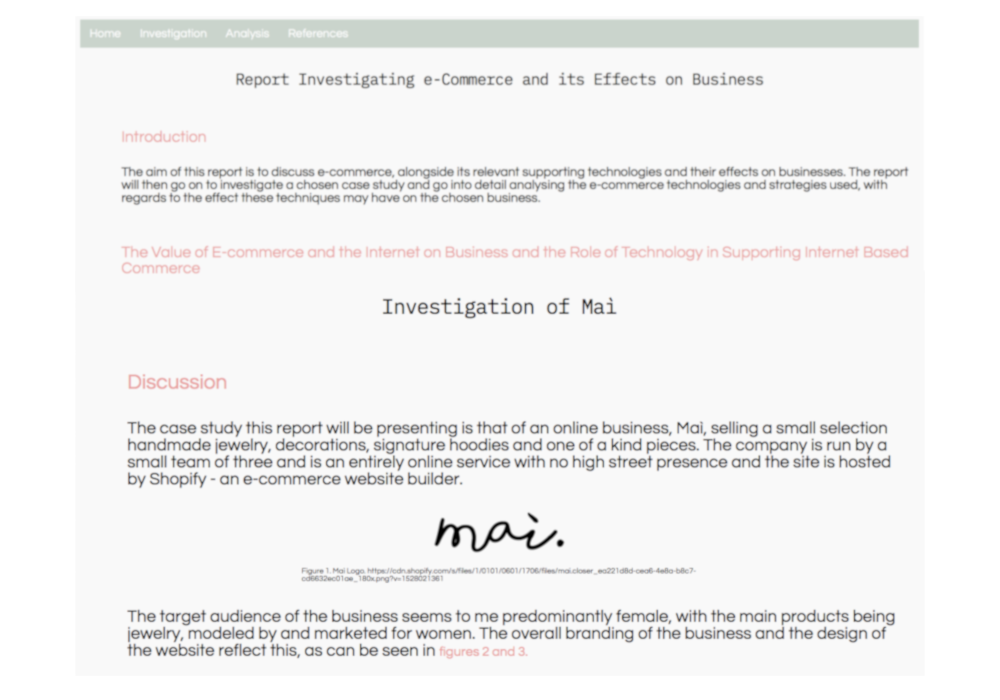 Home Investigation Analysis References
Report Investigating e-Commerce and its Effects on Business
Introduction
The aim of this report is to discuss e-commerce, alongside its relevant supporting technologies and their effects on businesses. The report
will then go on to investigate a chosen case study and go into detail analysing the e-commerce technologies and strategies used, with
regards to the effect these techniques may have on the chosen business.
The Value of E-commerce and the Internet on Business and the Role of Technology in Supporting Internet Based
Commerce
Investigation of Maì
Discussion
The case study this report will be presenting is that of an online business, Maì, selling a small selection
handmade jewelry, decorations, signature hoodies and one of a kind pieces. The company is run by a
small team of three and is an entirely online service with no high street presence and the site is hosted
by Shopify - an e-commerce website builder.
maì.
Figure 1. Maì Logo. https://cdn.shopify.com/s/files/1/0101/0601/1706/files/mai.closer_ea221d8d-cea6-4e8a-b8c7-
cd6632ec01ae_180x.png?v=1528021361
The target audience of the business seems to me predominantly female, with the main products being
jewelry, modeled by and marketed for women. The overall branding of the business and the design of
the website reflect this, as can be seen in figures 2 and 3.